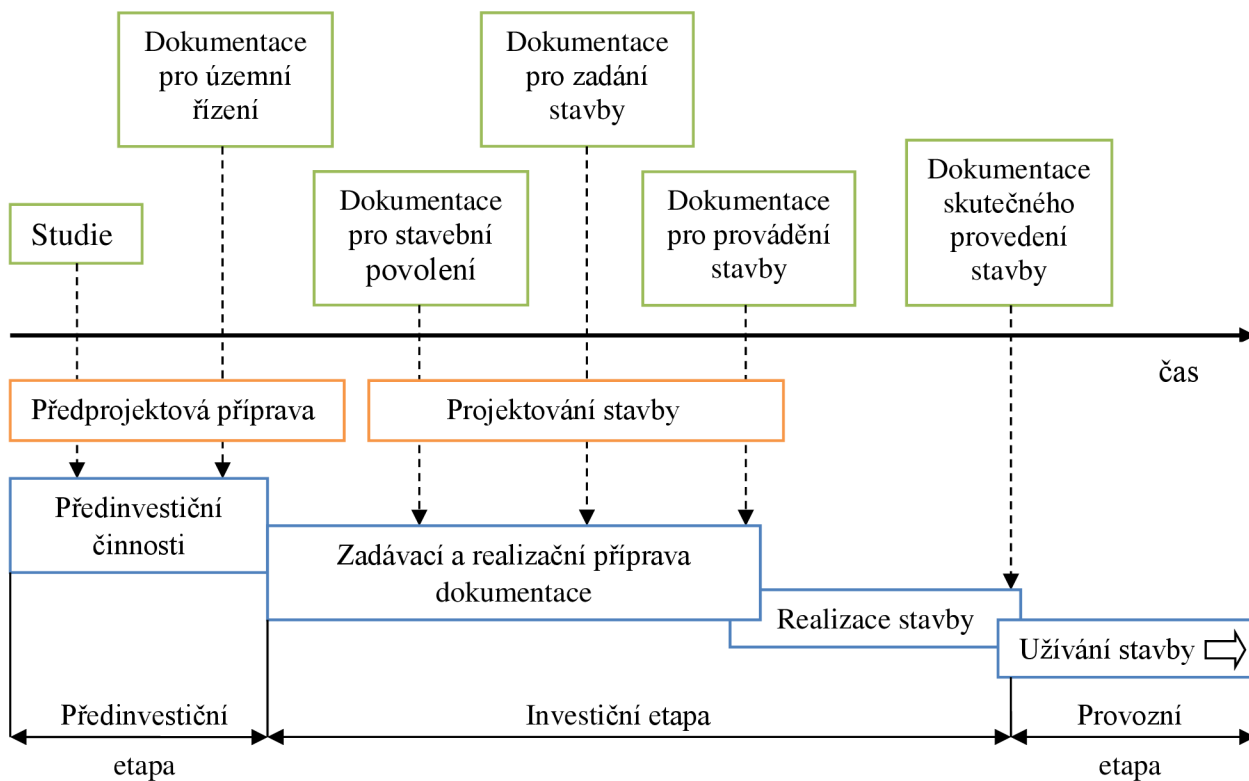 Dokumentace
pro územní
řízení
Dokumentace
pro zadání
stavby
Studie
Dokumentace
pro stavební
povolení
Dokumentace
pro provádění
stavby
Dokumentace
skutečného
provedení
stavby
čas
Předprojektová příprava
Projektování stavby
Předinvestiční
činnosti
Zadávací a realizační příprava
dokumentace
Realizace stavby
Užívání stavby
Předinvestiční
etapa
Investiční etapa
Provozní
etapa